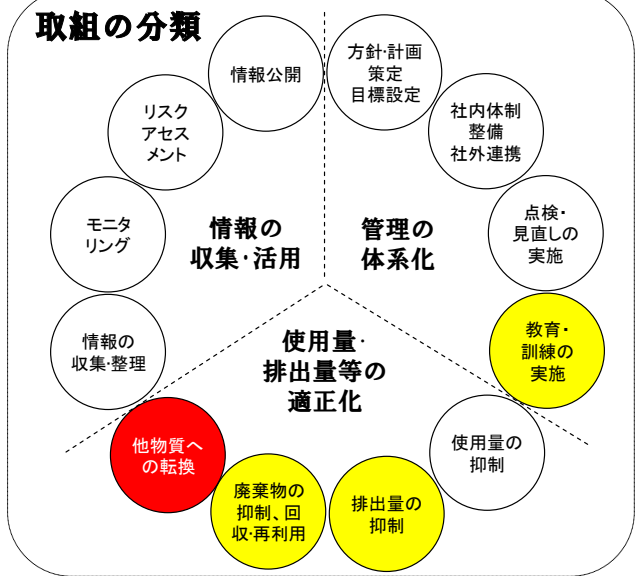 取組の分類
情報公開
方針・計画
策定
目標設定
リスク
アセス
メント
社内体制
整備
社外連携
モニタ
リング
情報の
収集・活用
管理の
体系化
点検・
見直しの
実施
情報の
収集・整理
使用量・
排出量等の
適正化
教育・
訓練の
実施
他物質へ
の転換
使用量の
抑制
廃棄物の
抑制、回
収・再利用
排出量の
抑制